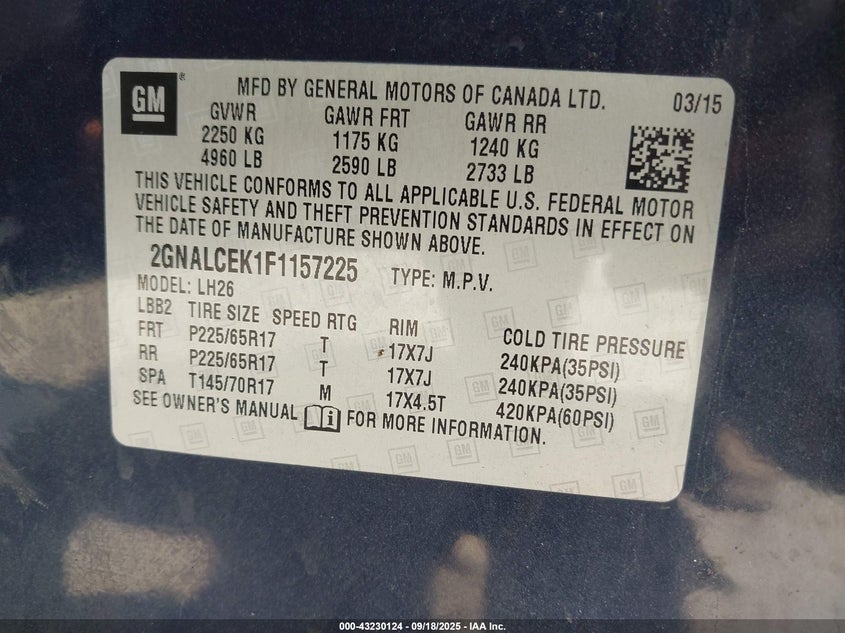 GM
MFD BY GENERAL MOTORS OF CANADA LTD. 03/15
GVWR GAWR FRT GAWR RR
2250 KG 1175 KG 1240 KG
4960 LB 2590 LB 2733 LB
THIS VEHICLE CONFORMS TO ALL APPLICABLE U.S. FEDERAL MOTOR
VEHICLE SAFETY AND THEFT PREVENTION STANDARDS IN EFFECT ON
THE DATE OF MANUFACTURE SHOWN ABOVE.
2GNALCEK1F1157225 TYPE: M.P.V.
MODEL: LH26
LBB2 TIRE SIZE SPEED RTG RIM COLD TIRE PRESSURE
FRT P225/65R17 T 17X7J 240KPA(35PSI)
RR P225/65R17 T 17X7J 240KPA(35PSI)
SPA T145/70R17 M 17X4.5T 420KPA(60PSI)
SEE OWNER'S MANUAL i FOR MORE INFORMATION.
000-43230124 - 09/18/2025 - IAA Inc.